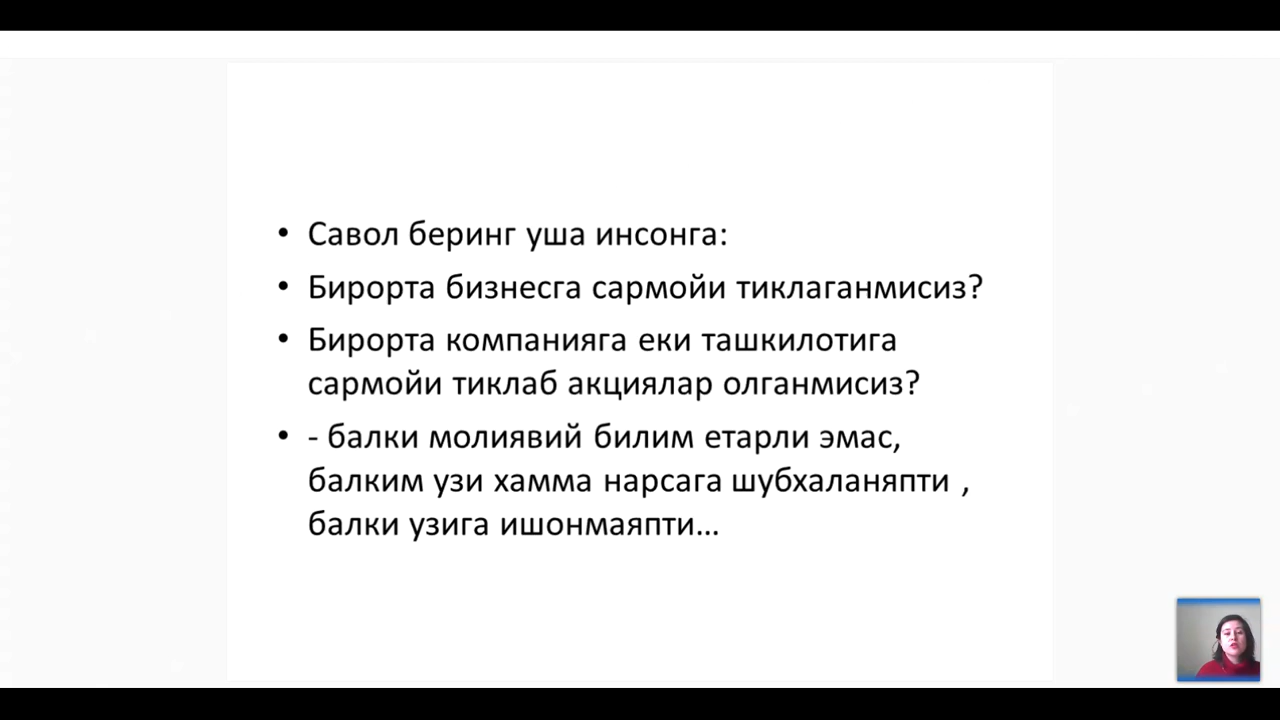 • Савол беринг уша инсонга:
• Бирорта бизнесга сармойи тиклаганмисиз?
• Бирорта компанияга еки ташкилотига
сармойи тиклаб акциялар олганмисиз?
• - балки молиявий билим етарли эмас,
балким узи хамма нарсага шубхаланяпти ,
балки узига ишонмаяпти...